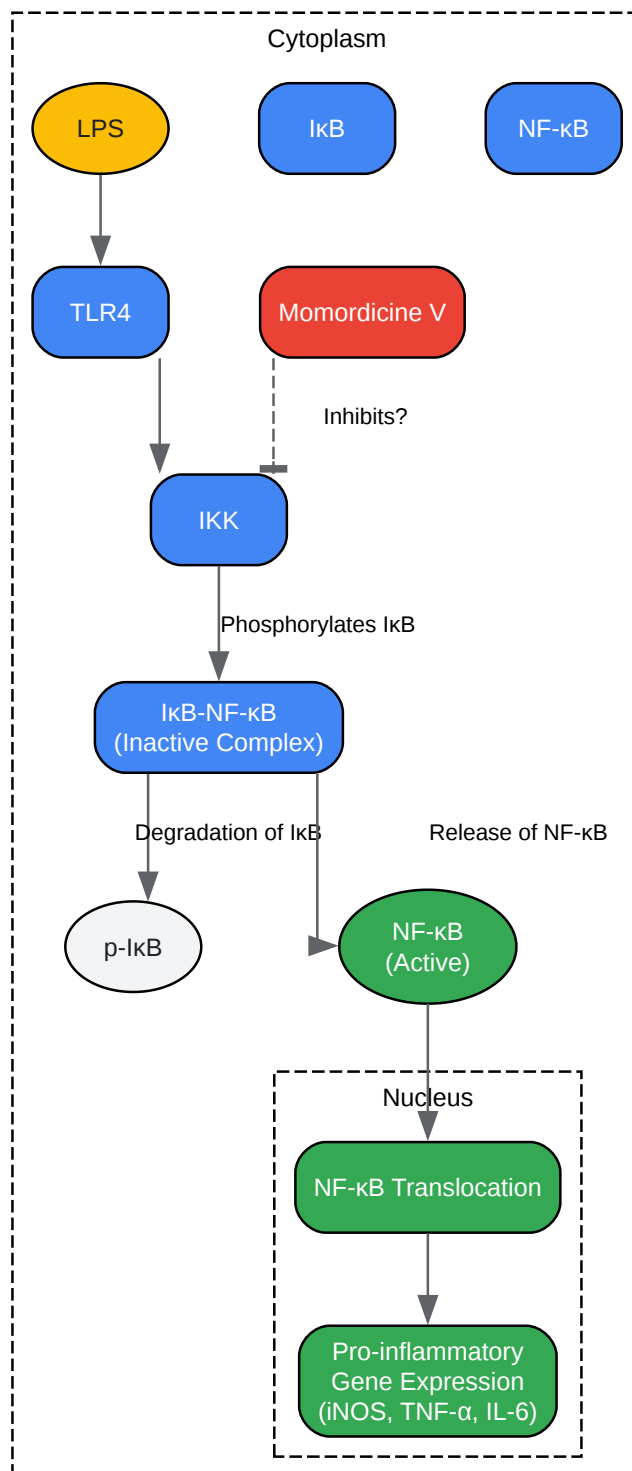 Cytoplasm
LPS
IκB
NF-κB
TLR4
Momordicine V
Inhibits?
IKK
Phosphorylates IκB
IκB-NF-κB
(Inactive Complex)
Degradation of IκB
Release of NF-κB
p-IκB
NF-κB
(Active)
Nucleus
NF-κB Translocation
Pro-inflammatory
Gene Expression
(iNOS, TNF-α, IL-6)